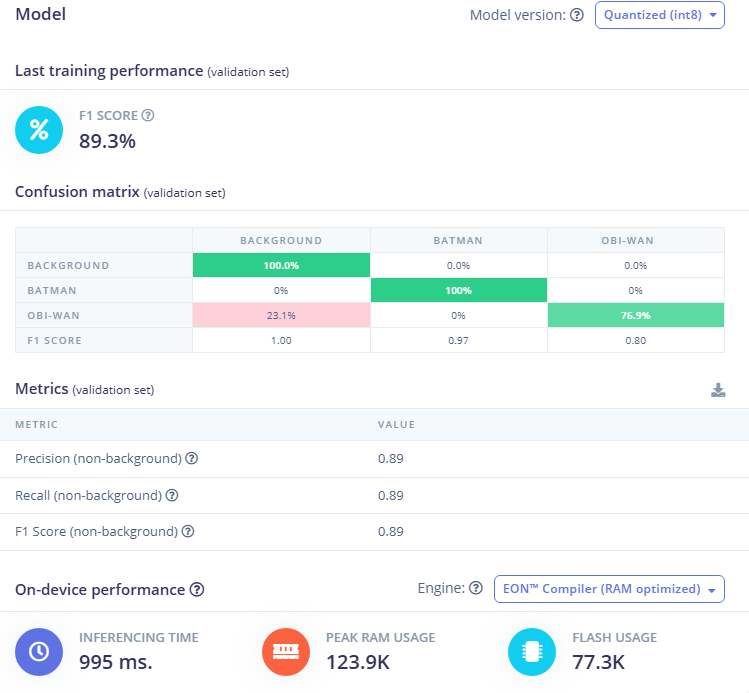 Model Model version: Quantized (int8)
Last training performance (validation set)
F1 SCORE
89.3%
Confusion matrix (validation set)
BACKGROUND BATMAN OBI-WAN
BACKGROUND 100.0% 0.0% 0.0%
BATMAN 0% 100% 0%
OBI-WAN 23.1% 0% 76.9%
F1 SCORE 1.00 0.97 0.80
Metrics (validation set)
METRIC VALUE
Precision (non-background) 0.89
Recall (non-background) 0.89
F1 Score (non-background) 0.89
On-device performance Engine: EON™ Compiler (RAM optimized)
INFERENCING TIME PEAK RAM USAGE FLASH USAGE
995 ms. 123.9K 77.3K